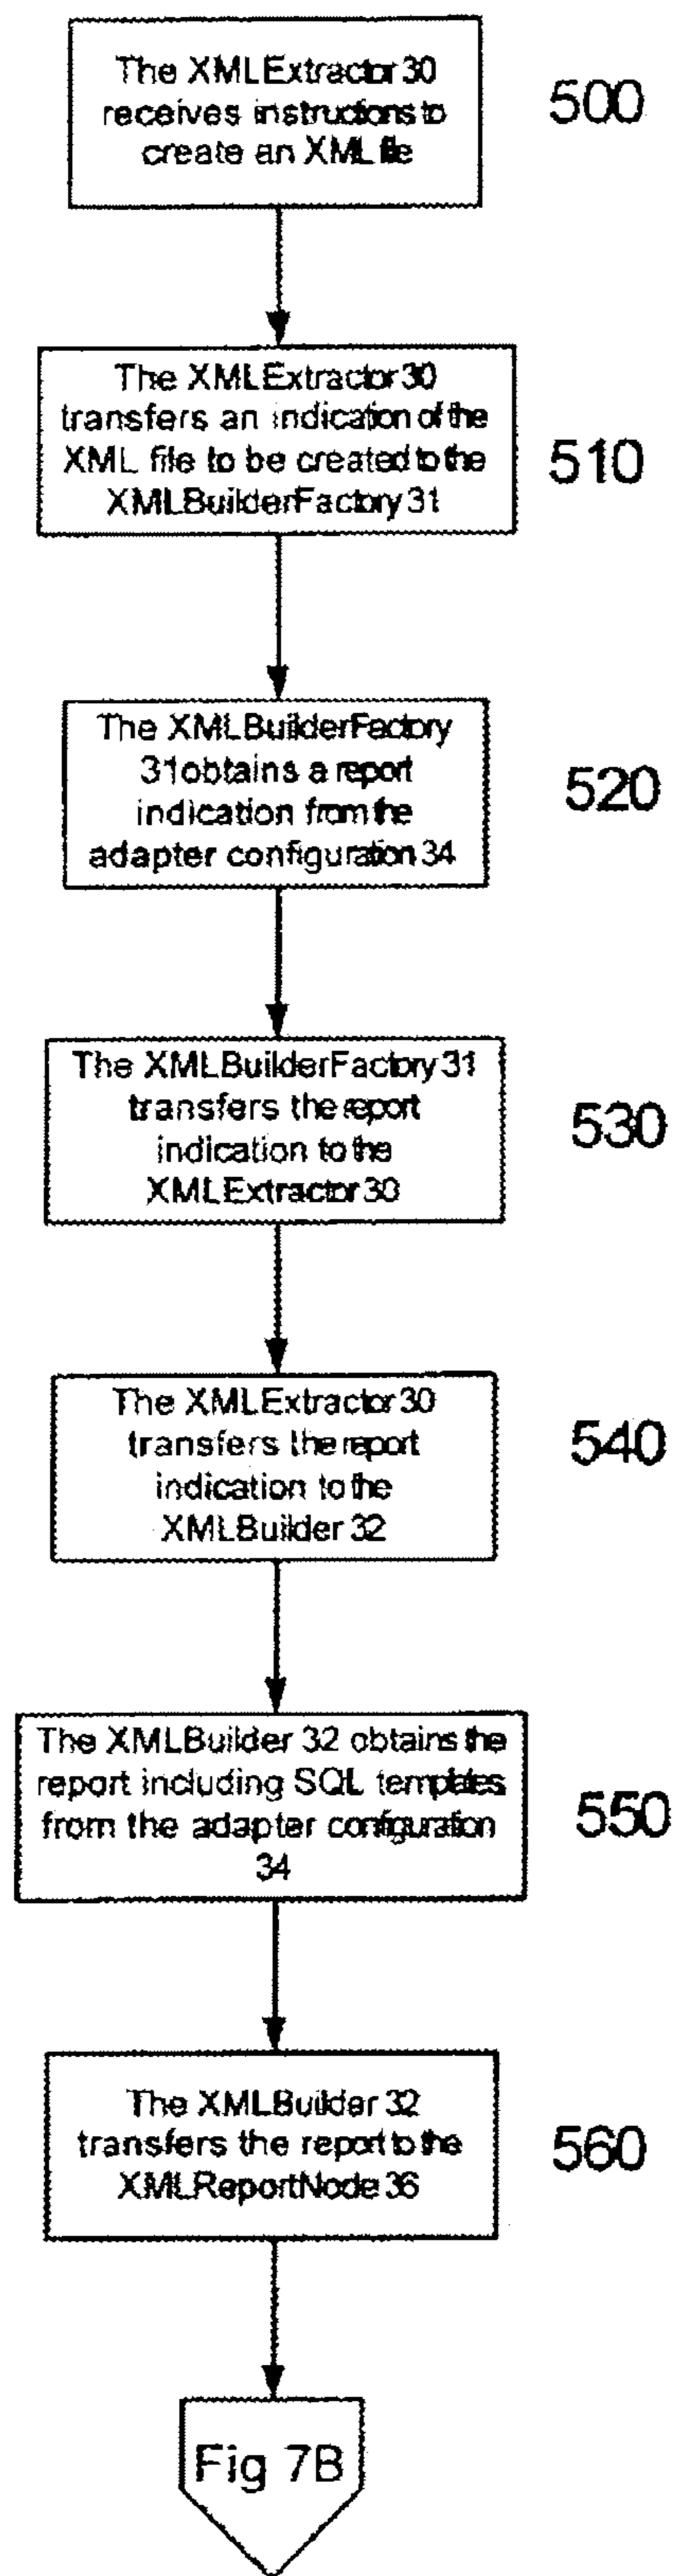 The XMLExtractor 30
receives instructions to
create an XML file
500
The XMLExtractor 30
transfers an indication of the
XML file to be created to the
XMLBuilderFactory 31
510
The XMLBuilderFactory
31 obtains a report
indication from the
adapter configuration 34
520
The XMLBuilderFactory 31
transfers the report
indication to the
XMLExtractor 30
530
The XMLExtractor 30
transfers the report
indication to the
XMLBuilder 32
540
The XMLBuilder 32 obtains the
report including SQL templates
from the adapter configuration
34
550
The XMLBuilder 32
transfers the report to the
XMLReportNode 36
560
Fig 7B